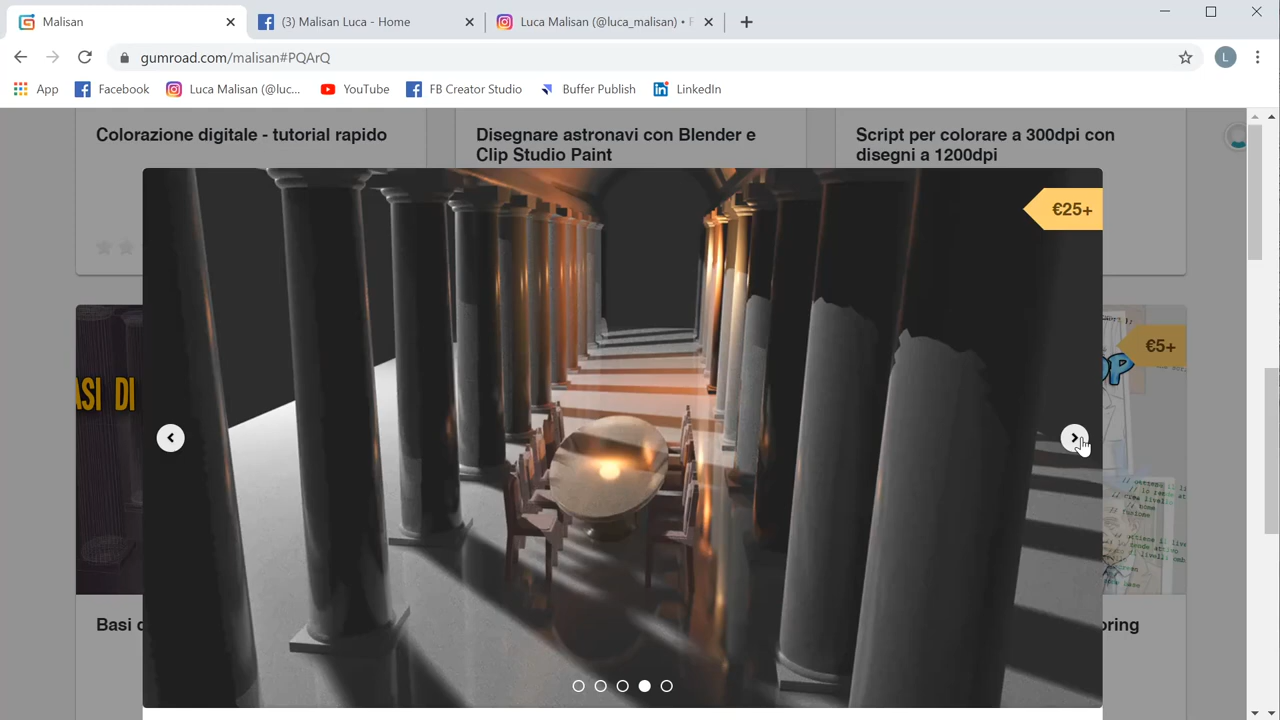 Malisan
(3) Malisan Luca - Home
Luca Malisan (@luca_malisan) •
gumroad.com/malisan#PQArQ
L
App
Facebook
Luca Malisan (@luc...
YouTube
FB Creator Studio
Buffer Publish
LinkedIn
Colorazione digitale - tutorial rapido
Disegnare astronavi con Blender e
Clip Studio Paint
Script per colorare a 300dpi con
disegni a 1200dpi
€25+
€5+
ASI DI
OP
Basi
ring